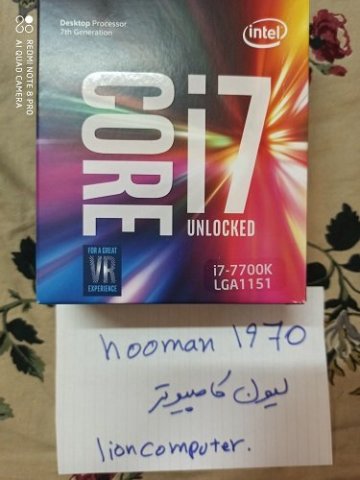 REDMI NOTE 8 PRO
AI QUAD CAMERA
Desktop Processor
7th Generation
intel
CORE
i7
UNLOCKED
FOR A GREAT
VR
EXPERIENCE
i7-7700K
LGA1151
hooman 1970
لیون کامپیوتر
lioncomputer.